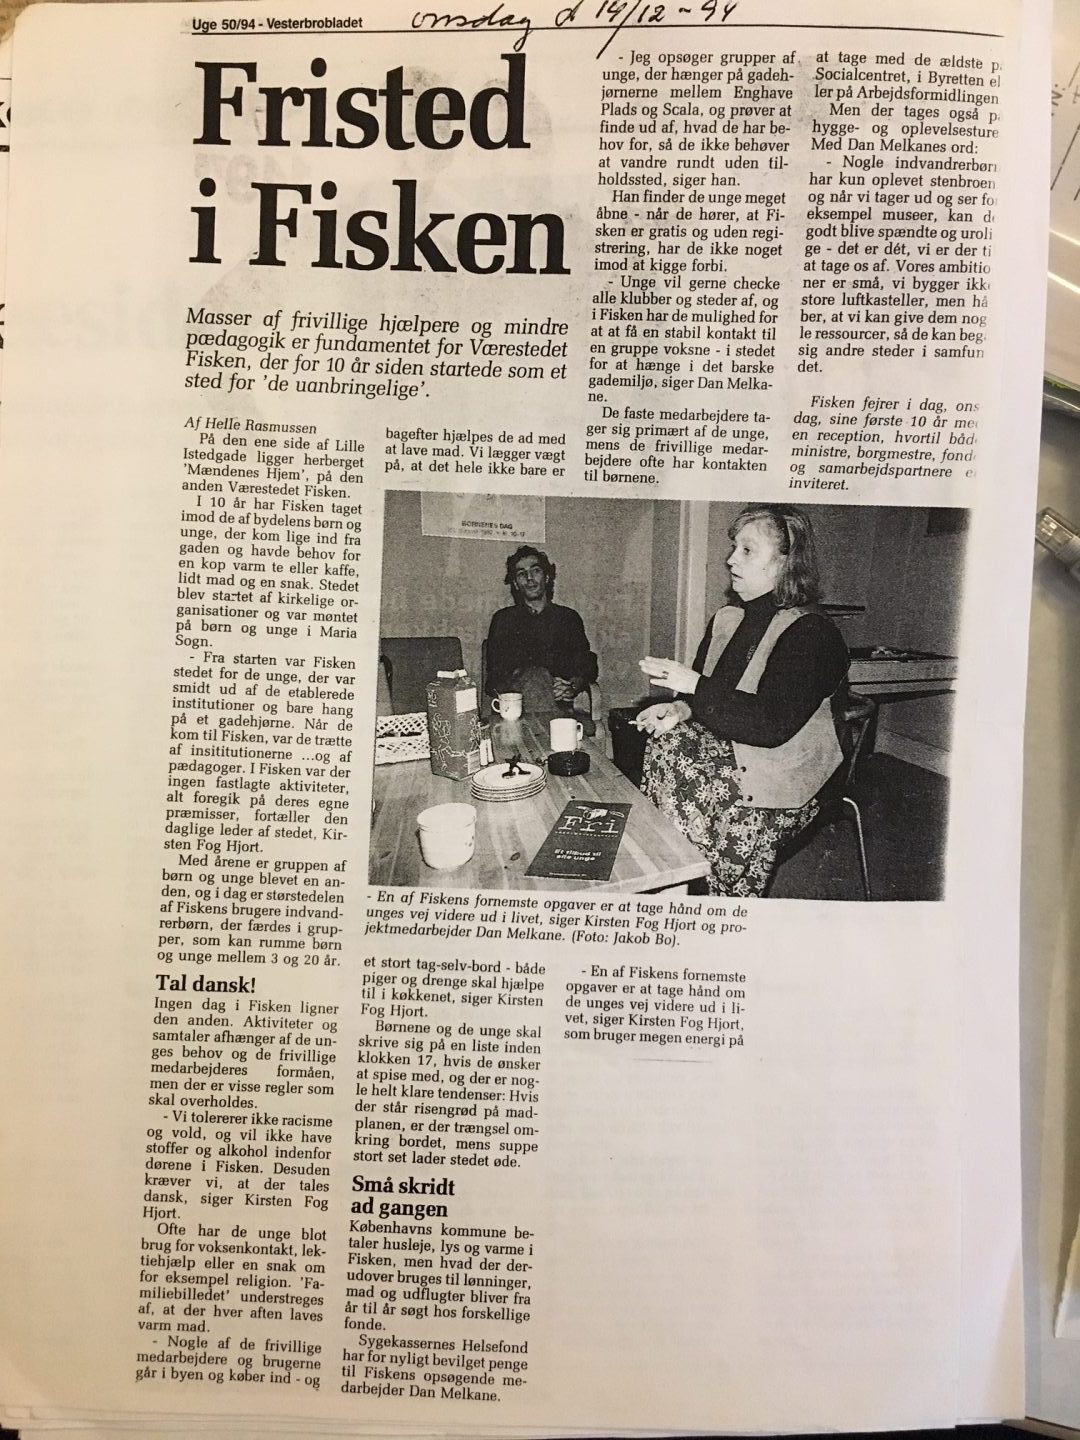 Uge 50/94 - Vesterbrobladet
onsdag d 14/12 - 94
Fristed
i Fisken
Masser af frivillige hjælpere og mindre
pædagogik er fundamentet for Værestedet
Fisken, der for 10 år siden startede som et
sted for 'de uanbringelige'.
Af Helle Rasmussen
På den ene side af Lille
Istedgade ligger herberget
'Mændenes Hjem', på den
anden Værestedet Fisken.
I 10 år har Fisken taget
imod de af bydelens børn og
unge, der kom lige ind fra
gaden og havde behov for
en kop varm te eller kaffe,
lidt mad og en snak. Stedet
blev startet af kirkelige or-
ganisationer og var møntet
på børn og unge i Maria
Sogn.
- Fra starten var Fisken
stedet for de unge, der var
smidt ud af de etablerede
institutioner og bare hang
på et gadehjørne. Når de
kom til Fisken, var de trætte
af insititutionerne ...og af
pædagoger. I Fisken var der
ingen fastlagte aktiviteter,
alt foregik på deres egne
præmisser, fortæller den
daglige leder af stedet, Kir-
sten Fog Hjort.
Med årene er gruppen af
børn og unge blevet en an-
den, og i dag er størstedelen
af Fiskens brugere indvand-
rerbørn, der færdes i grup-
per, som kan rumme børn
og unge mellem 3 og 20 år.
Tal dansk!
Ingen dag i Fisken ligner
den anden. Aktiviteter og
samtaler afhænger af de un-
ges behov og de frivillige
medarbejderes formåen,
men der er visse regler som
skal overholdes.
- Vi tolererer ikke racisme
og vold, og vil ikke have
stoffer og alkohol indenfor
dørene i Fisken. Desuden
kræver vi, at der tales
dansk, siger Kirsten Fog
Hjort.
Ofte har de unge blot
brug for voksenkontakt, lek-
tiehjælp eller en snak om
for eksempel religion. 'Fa-
miliebilledet' understreges
af, at der hver aften laves
varm mad.
- Nogle af de frivillige
medarbejdere og brugerne
går i byen og køber ind - og
bagefter hjælpes de ad med
at lave mad. Vi lægger vægt
på, at det hele ikke bare er
BØRNENES DAG
Fri
Et tilbud til
alle unge
- En af Fiskens fornemste opgaver er at tage hånd om de
unges vej videre ud i livet, siger Kirsten Fog Hjort og pro-
jektmedarbejder Dan Melkane. (Foto: Jakob Bo).
et stort tag-selv-bord - både
piger og drenge skal hjælpe
til i køkkenet, siger Kirsten
Fog Hjort.
Børnene og de unge skal
skrive sig på en liste inden
klokken 17, hvis de ønsker
at spise med, og der er nog-
le helt klare tendenser: Hvis
der står risengrød på mad-
planen, er der trængsel om-
kring bordet, mens suppe
stort set lader stedet øde.
Små skridt
ad gangen
Københavns kommune be-
taler husleje, lys og varme i
Fisken, men hvad der der-
udover bruges til lønninger,
mad og udflugter bliver fra
år til år søgt hos forskellige
fonde.
Sygekassernes Helsefond
har for nyligt bevilget penge
til Fiskens opsøgende me-
darbejder Dan Melkane.
- Jeg opsøger grupper af
unge, der hænger på gadeh-
jørnerne mellem Enghave
Plads og Scala, og prøver at
finde ud af, hvad de har be-
hov for, så de ikke behøver
at vandre rundt uden til-
holdssted, siger han.
Han finder de unge meget
åbne - når de hører, at Fi-
sken er gratis og uden regi-
strering, har de ikke noget
imod at kigge forbi.
- Unge vil gerne checke
alle klubber og steder af, og
i Fisken har de mulighed for
at at få en stabil kontakt til
en gruppe voksne - i stedet
for at hænge i det barske
gademiljø, siger Dan Melka-
ne.
De faste medarbejdere ta-
ger sig primært af de unge,
mens de frivillige medar-
bejdere ofte har kontakten
til børnene.
- En af Fiskens fornemste
opgaver er at tage hånd om
de unges vej videre ud i li-
vet, siger Kirsten Fog Hjort,
som bruger megen energi på
at tage med de ældste p
Socialcentret, i Byretten el
ler på Arbejdsformidlingen
Men der tages også p
hygge- og oplevelsesture
Med Dan Melkanes ord:
- Nogle indvandrerbørn
har kun oplevet stenbroen
og når vi tager ud og ser fo
eksempel museer, kan d
godt blive spændte og uroli
ge - det er dét, vi er der ti
at tage os af. Vores ambitio
ner er små, vi bygger ikk
store luftkasteller, men hå
ber, at vi kan give dem nog
le ressourcer, så de kan beg
sig andre steder i samfun
det.
Fisken fejrer i dag, ons
dag, sine første 10 år me
en reception, hvortil båd
ministre, borgmestre, fond
og samarbejdspartnere e
inviteret.